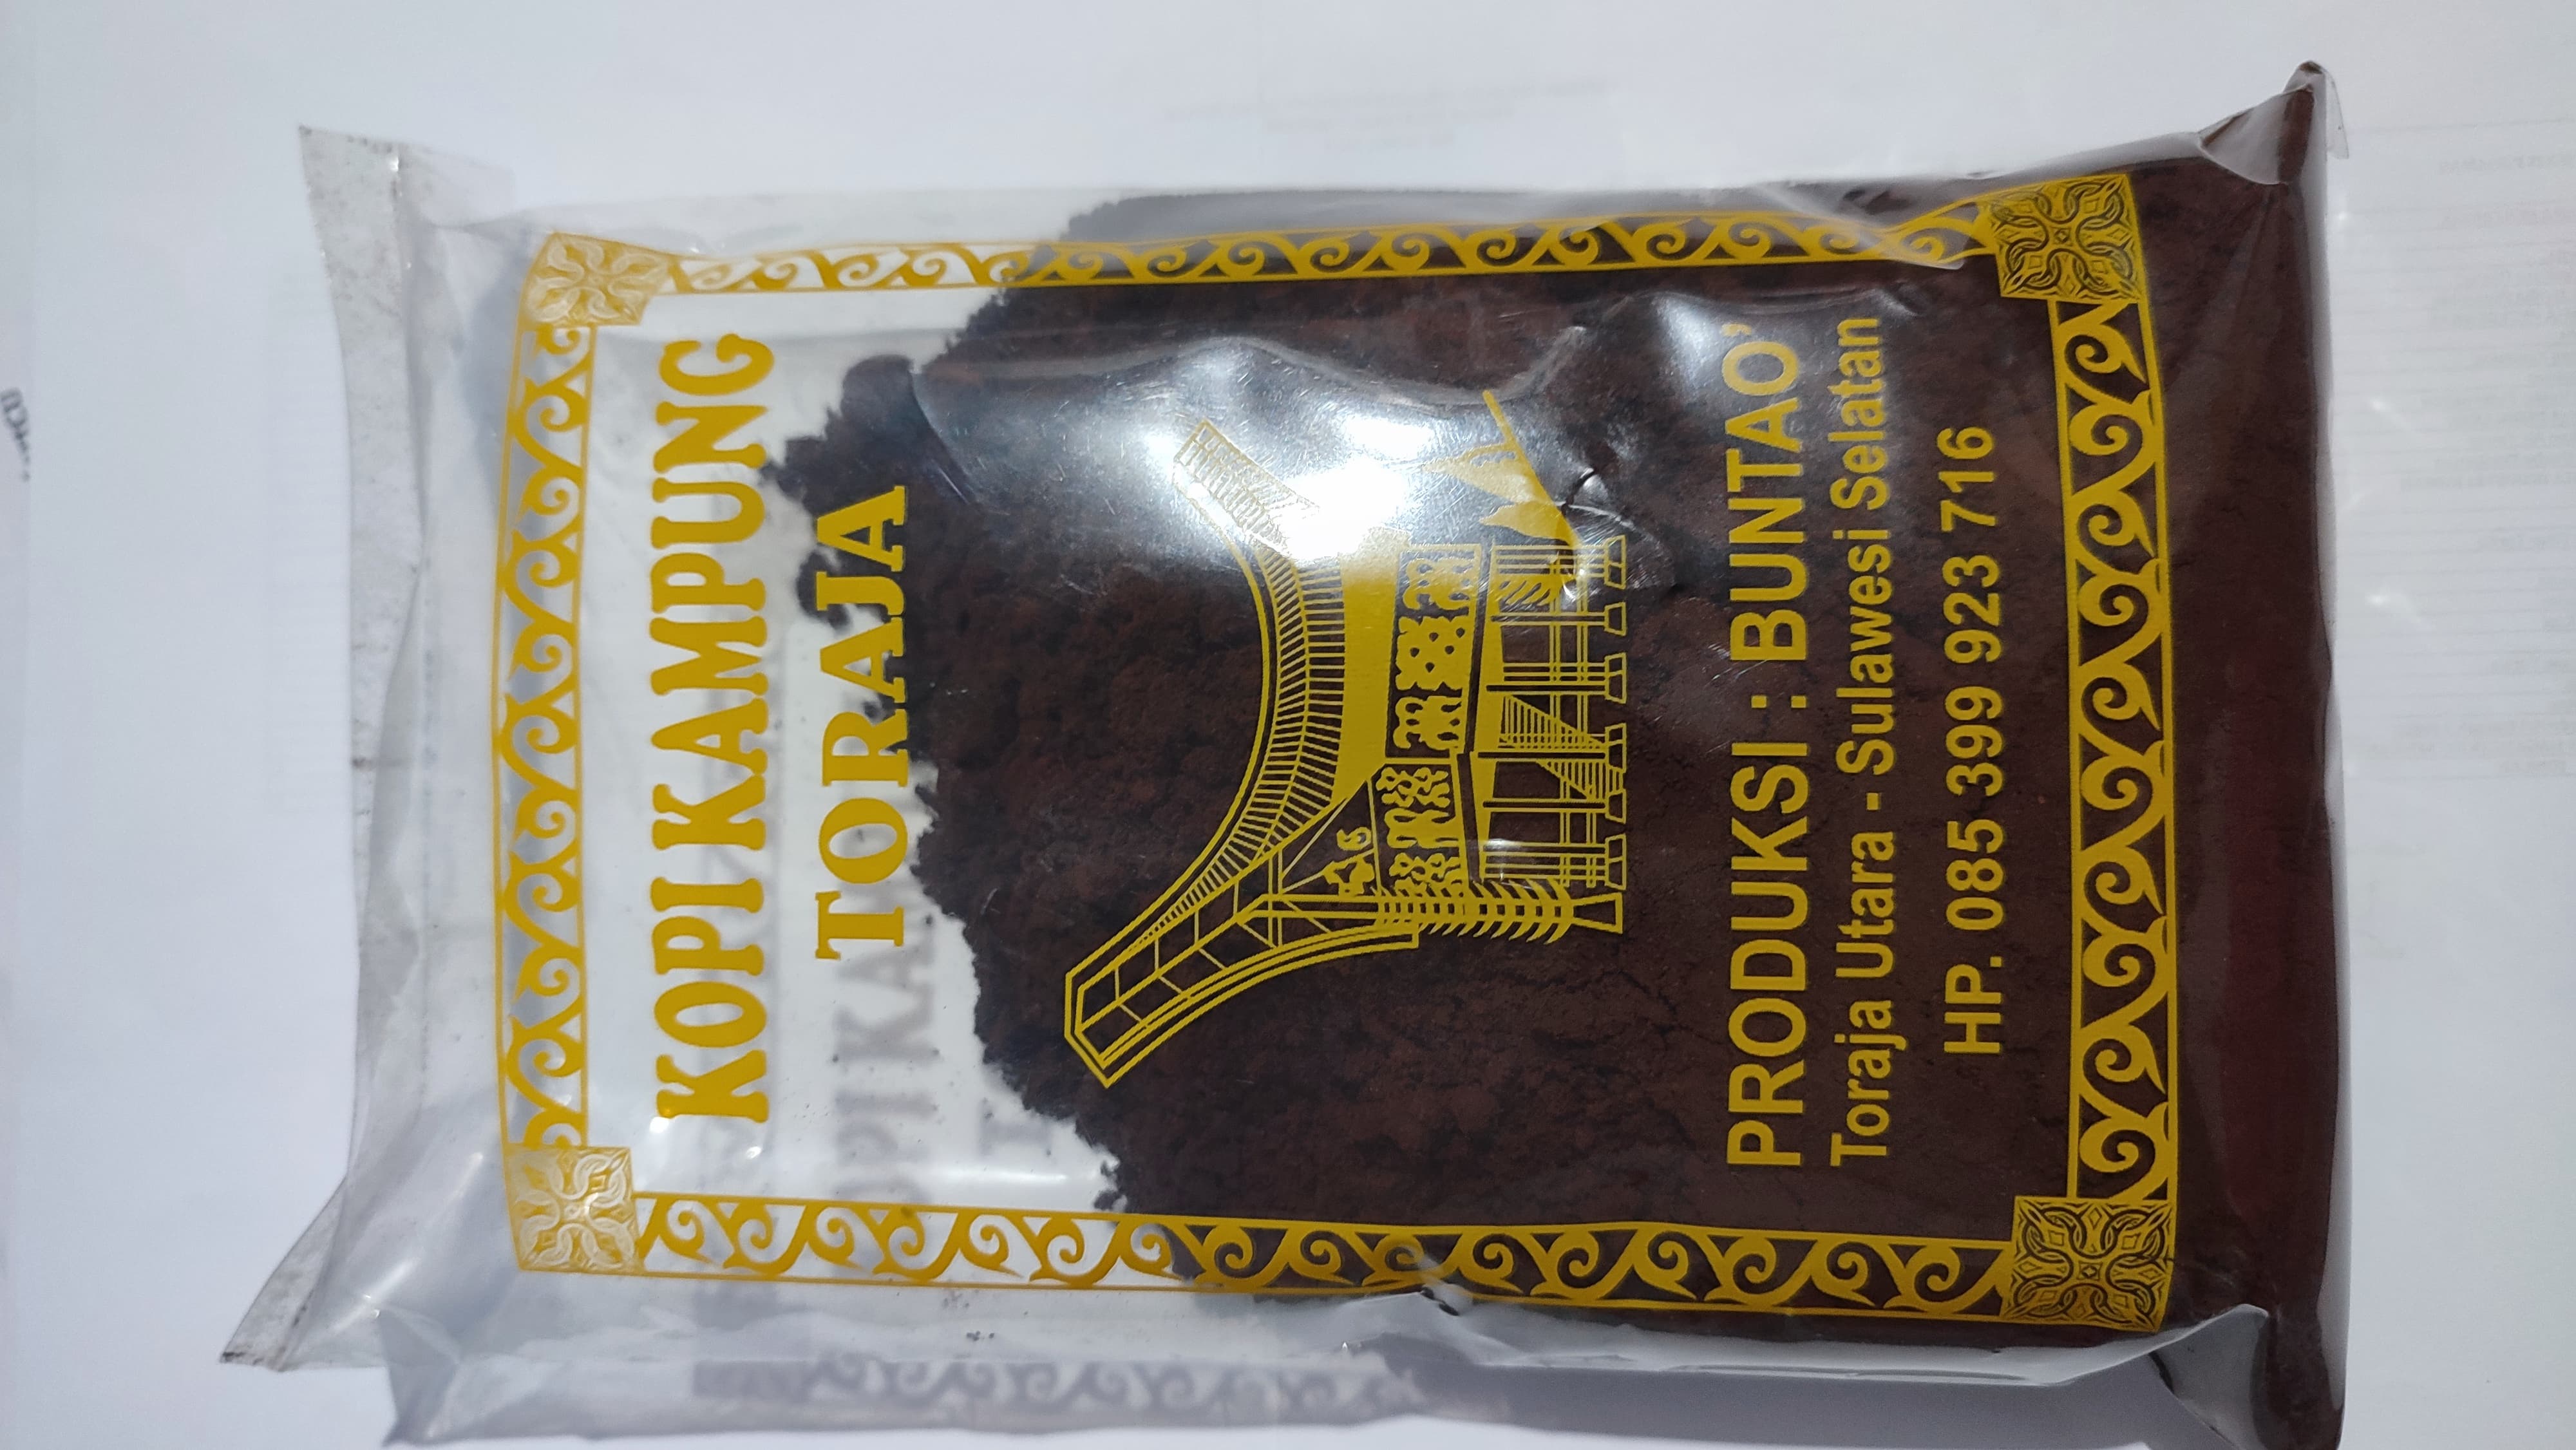 KOPI KAMPUNG
TORAJA
PRODUKSI : BUNTAO'
Toraja Utara - Sulawesi Selatan
HP. 085 399 923 716